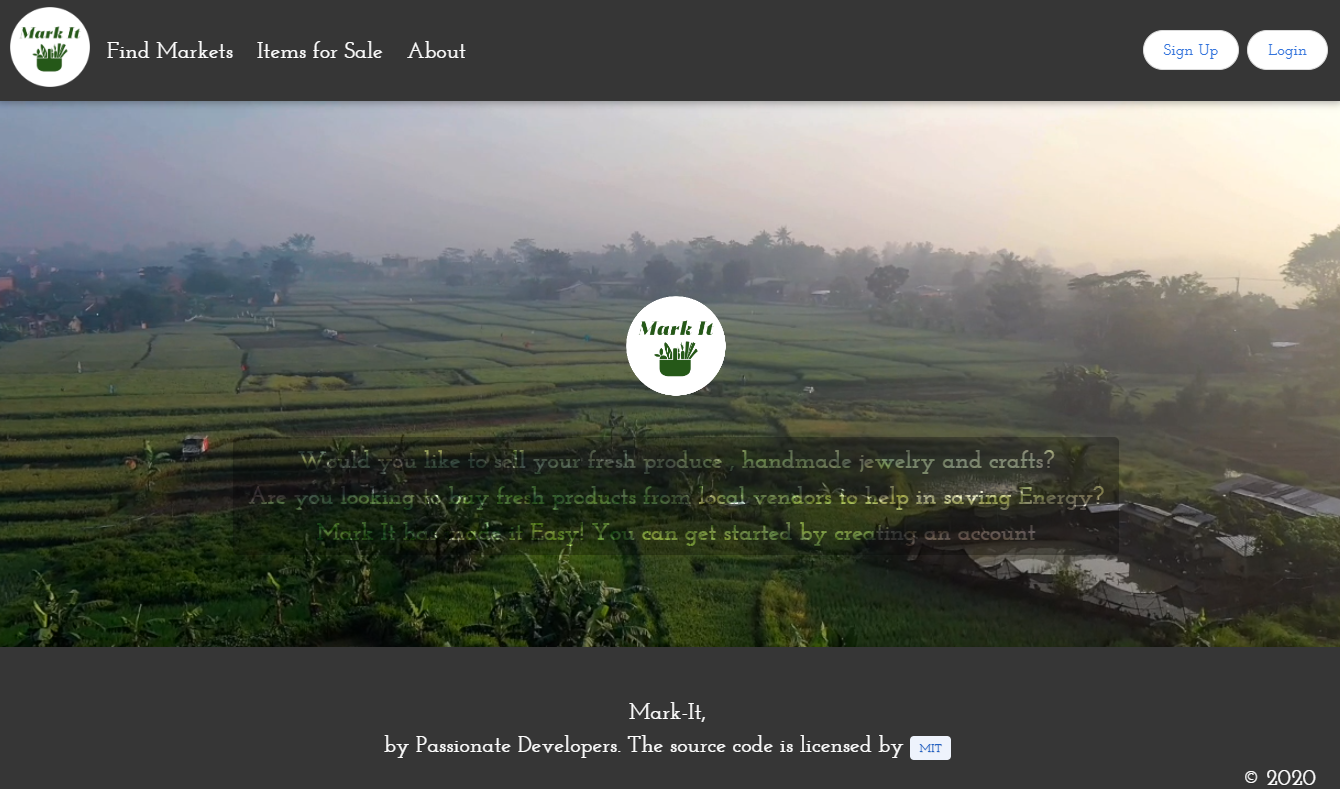 Mark It
Find Markets
Items for Sale
About
Sign Up
Login
Mark It
Would you like to sell your fresh produce , handmade jewelry and crafts?
Are you looking to buy fresh products from local vendors to help in saving Energy?
Mark It has made it Easy! You can get started by creating an account
Mark-It,
by Passionate Developers. The source code is licensed by MIT
© 2020